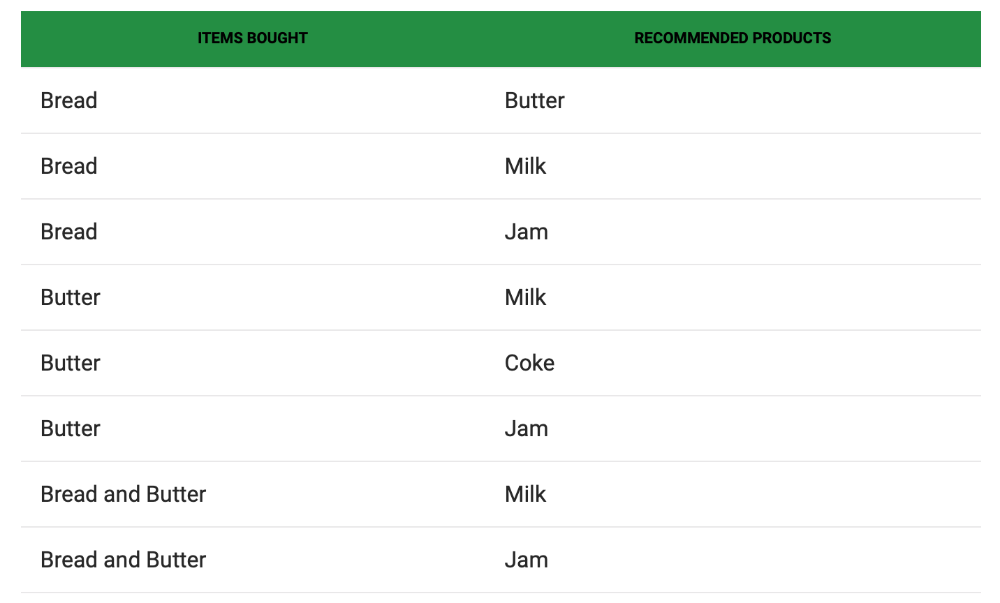 ITEMS BOUGHT RECOMMENDED PRODUCTS
Bread Butter
Bread Milk
Bread Jam
Butter Milk
Butter Coke
Butter Jam
Bread and Butter Milk
Bread and Butter Jam